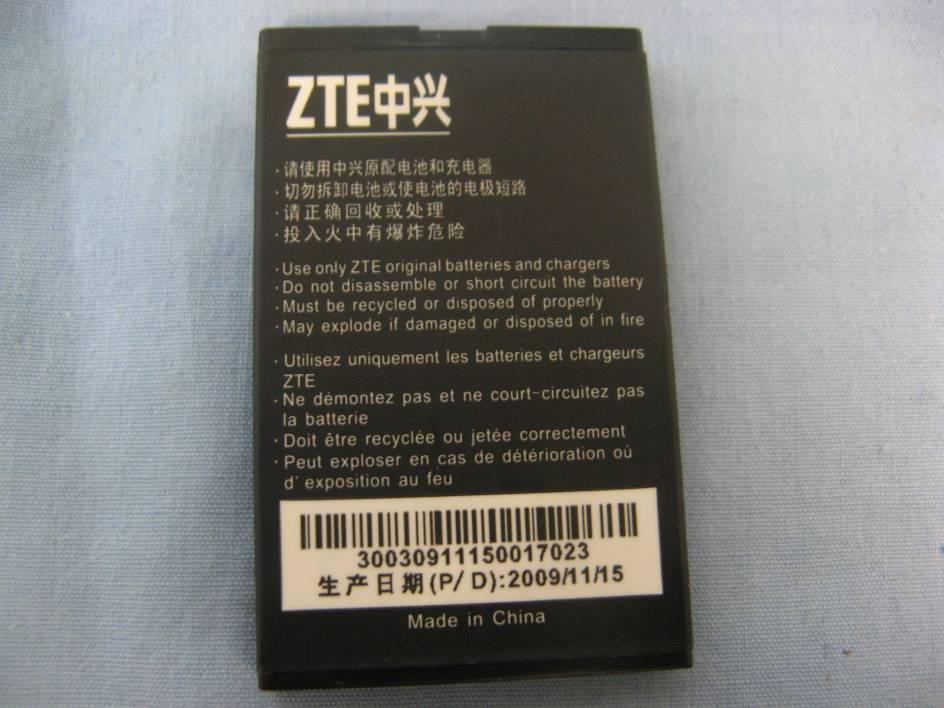 ZTE中兴
·请使用中兴原配电池和充电器
·切勿拆卸电池或使电池的电极短路
·请正确回收或处理
·投入火中有爆炸危险
·Use only ZTE original batteries and chargers
·Do not disassemble or short circuit the battery
·Must be recycled or disposed of properly
·May explode if damaged or disposed of in fire
·Utilisez uniquement les batteries et chargeurs
ZTE
·Ne démontez pas et ne court-circuitez pas
la batterie
·Doit être recyclée ou jetée correctement
·Peut exploser en cas de détérioration où
d' exposition au feu
30030911150017023
生产日期(P/ D):2009/11/15
Made in China